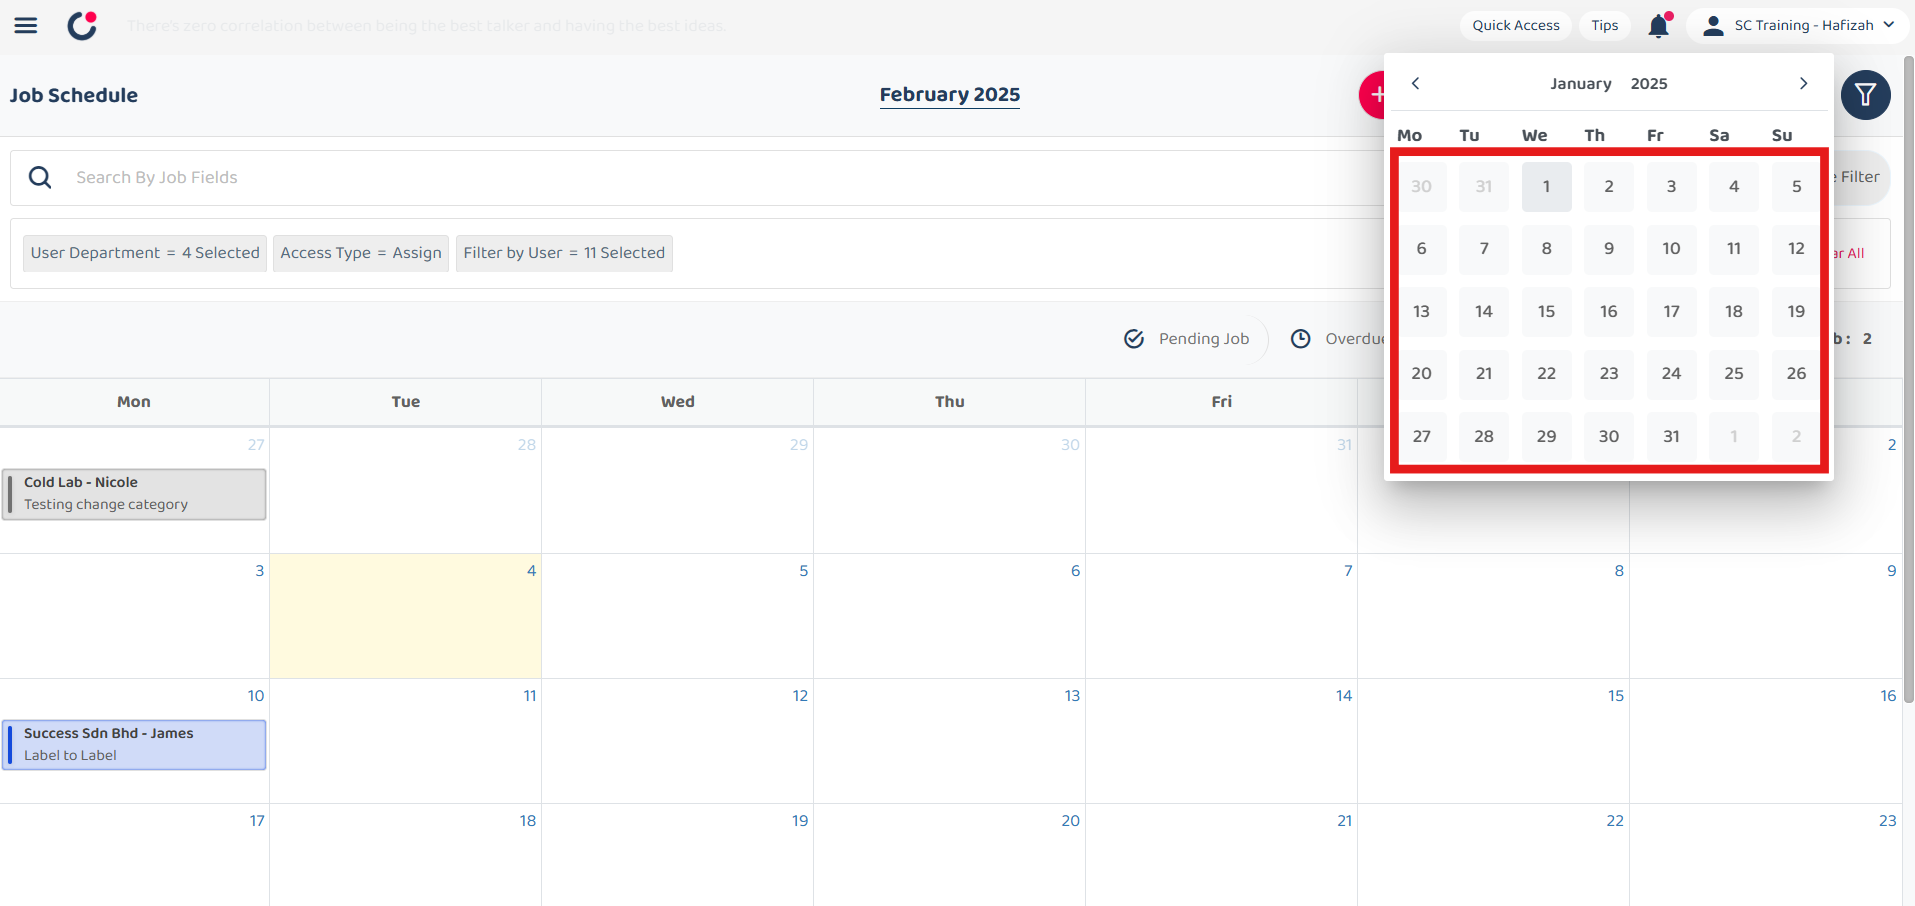 There's zero correlation between being the best talker and having the best ideas.
Quick Access
Tips
SC Training - Hafizah
Job Schedule
February 2025
January 2025
Mo Tu We Th Fr Sa Su
30 31 1 2 3 4 5
6 7 8 9 10 11 12
13 14 15 16 17 18 19
20 21 22 23 24 25 26
27 28 29 30 31 1 2
Search By Job Fields
Filter
User Department = 4 Selected
Access Type = Assign
Filter by User = 11 Selected
All
Pending Job
Overdue
: 2
Mon Tue Wed Thu Fri
27 28 29 30 31 2
Cold Lab - Nicole
Testing change category
3 4 5 6 7 8 9
10 11 12 13 14 15 16
Success Sdn Bhd - James
Label to Label
17 18 19 20 21 22 23